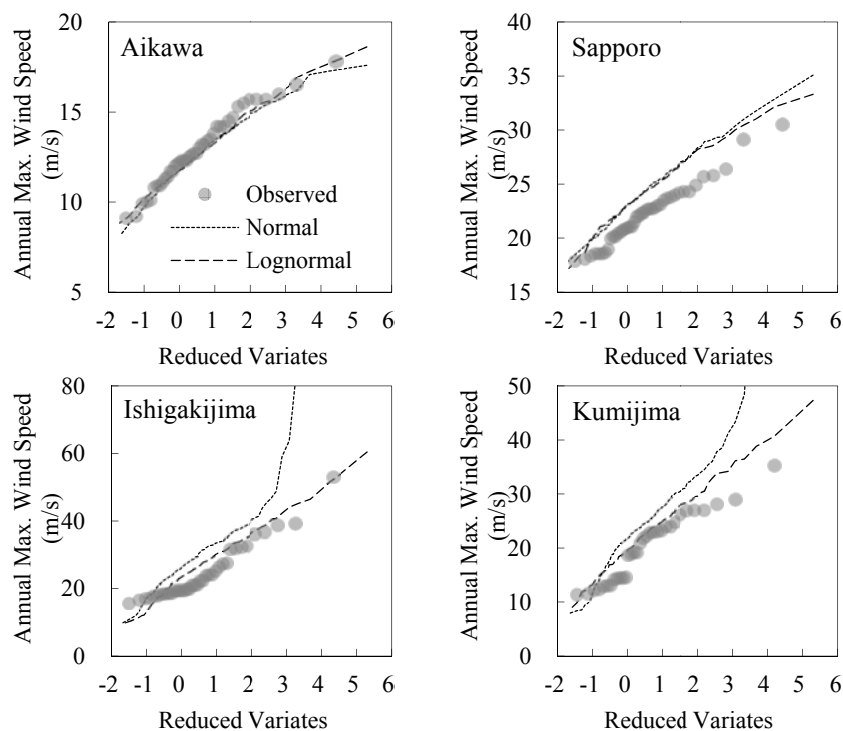 20
15
10
5
Aikawa
Observed
Normal
Lognormal
-2 -1 0 1 2 3 4 5 6
Reduced Variates
Annual Max. Wind Speed
(m/s)
40
35
30
25
20
15
Sapporo
-2 -1 0 1 2 3 4 5 6
Reduced Variates
Annual Max. Wind Speed
(m/s)
80
60
40
20
0
Ishigakijima
-2 -1 0 1 2 3 4 5 6
Reduced Variates
Annual Max. Wind Speed
(m/s)
50
40
30
20
10
0
Kumijima
-2 -1 0 1 2 3 4 5 6
Reduced Variates
Annual Max. Wind Speed
(m/s)